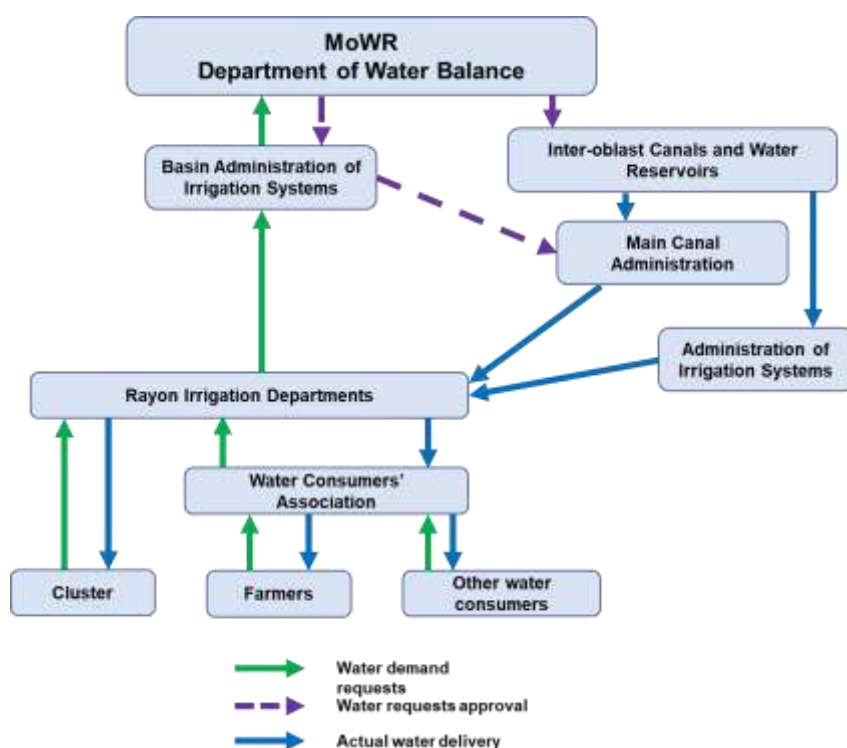 MoWR
Department of Water Balance
Basin Administration of
Irrigation Systems
Inter-oblast Canals and Water
Reservoirs
Main Canal
Administration
Administration of
Irrigation Systems
Rayon Irrigation Departments
Water Consumers'
Association
Cluster
Farmers
Other water
consumers
Water demand
requests
Water requests approval
Actual water delivery